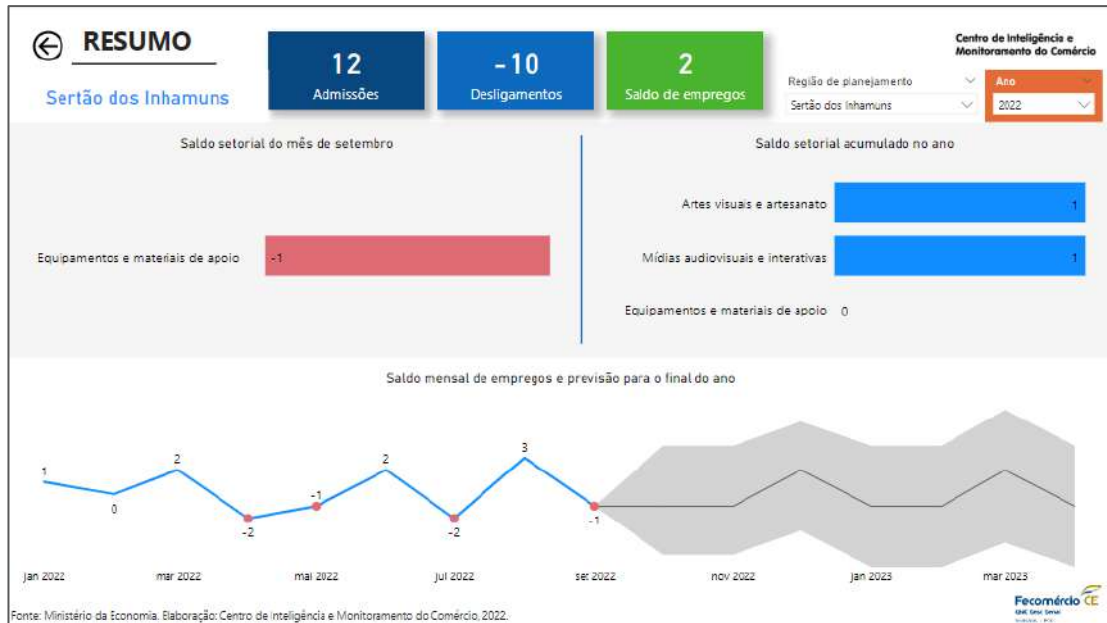 RESUMO
Sertão dos Inhamuns
12
Admissões
-10
Desligamentos
2
Saldo de empregos
Centro de Inteligência e
Monitoramento do Comércio
Região de planejamento
Sertão dos Inhamuns
Ano
2022
Saldo setorial do mês de setembro
Equipamentos e materiais de apoio
-1
Saldo setorial acumulado no ano
Artes visuais e artesanato
1
Mídias audiovisuais e interativas
1
Equipamentos e materiais de apoio
0
Saldo mensal de empregos e previsão para o final do ano
1
0
2
-2
-1
2
-2
3
-1
jan 2022
mar 2022
mai 2022
jul 2022
set 2022
nov 2022
jan 2023
mar 2023
Fonte: Ministério da Economia. Elaboração: Centro de Inteligência e Monitoramento do Comércio, 2022.
Fecomércio CE